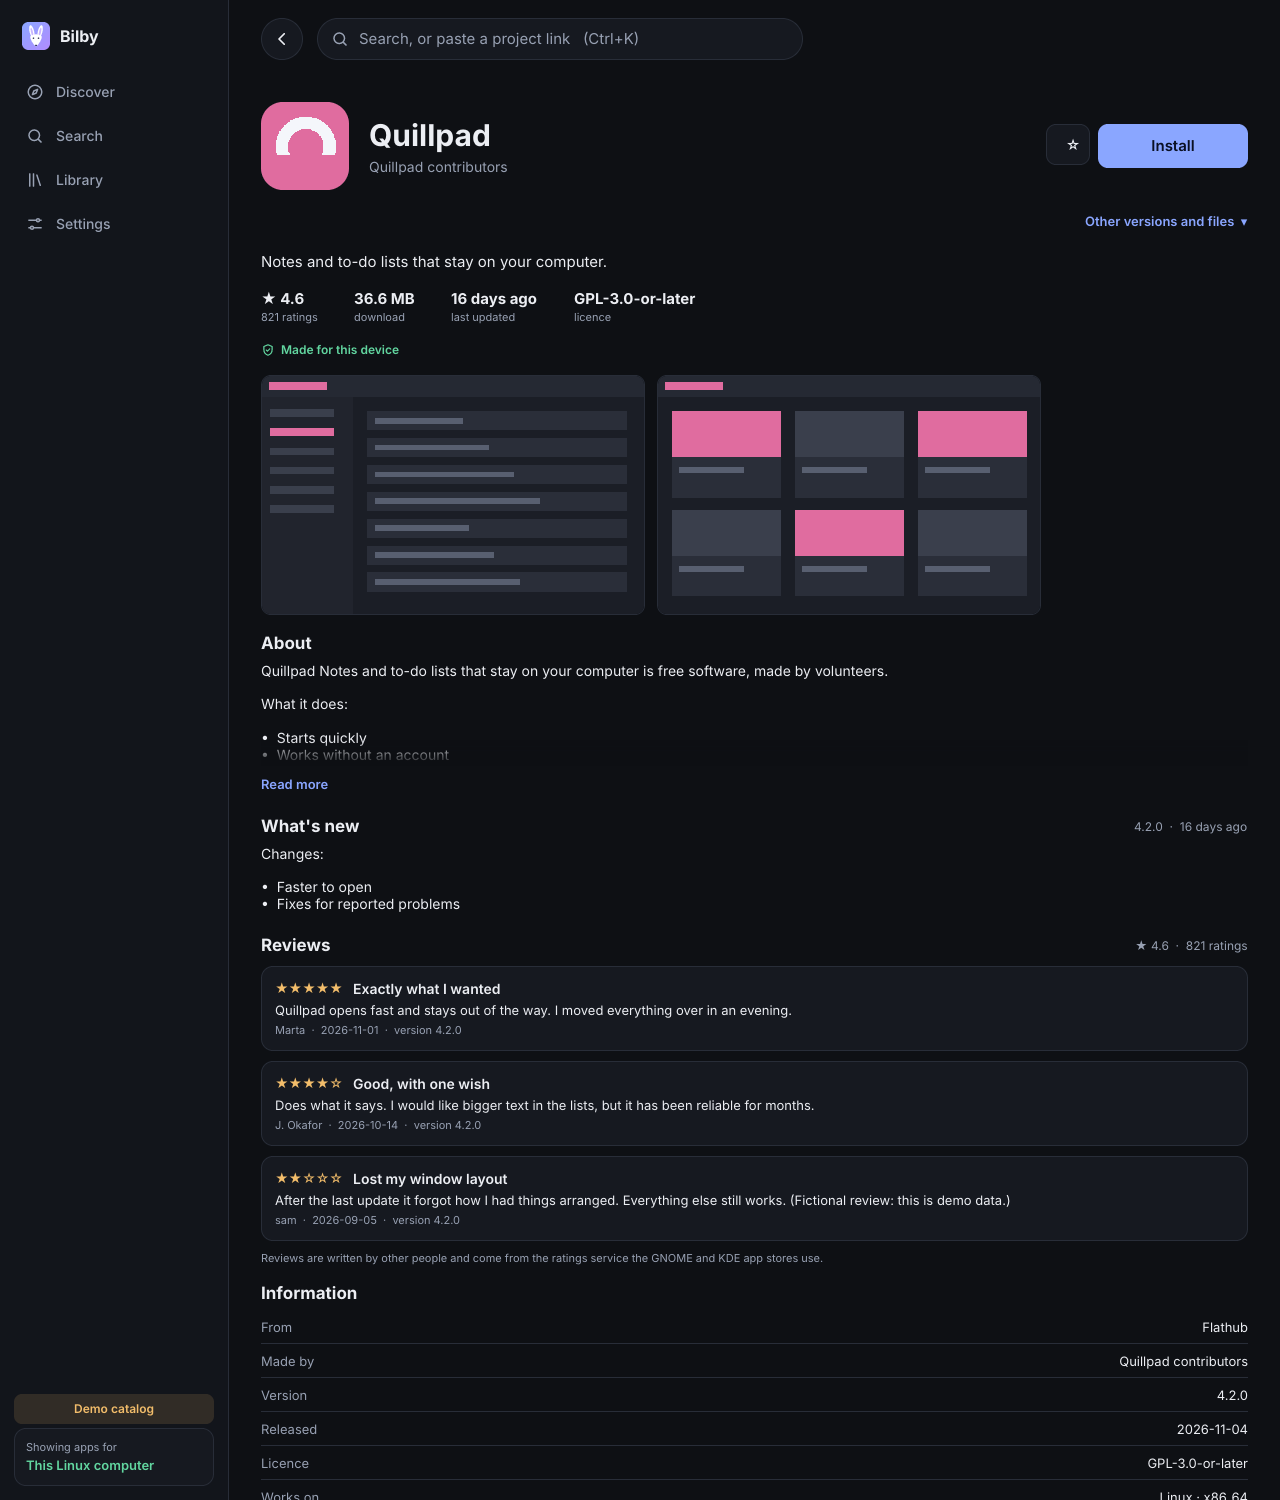 Bilby
Discover
Search
Library
Settings
Demo catalog
Showing apps for
This Linux computer
Search, or paste a project link (Ctrl+K)
Quillpad
Quillpad contributors
☆
Install
Other versions and files ▾
Notes and to-do lists that stay on your computer.
★ 4.6
821 ratings
36.6 MB
download
16 days ago
last updated
GPL-3.0-or-later
licence
Made for this device
About
Quillpad Notes and to-do lists that stay on your computer is free software, made by volunteers.
What it does:
• Starts quickly
• Works without an account
Read more
What's new
4.2.0 · 16 days ago
Changes:
• Faster to open
• Fixes for reported problems
Reviews
★ 4.6 · 821 ratings
★★★★★ Exactly what I wanted
Quillpad opens fast and stays out of the way. I moved everything over in an evening.
Marta · 2026-11-01 · version 4.2.0
★★★★☆ Good, with one wish
Does what it says. I would like bigger text in the lists, but it has been reliable for months.
J. Okafor · 2026-10-14 · version 4.2.0
★★☆☆☆ Lost my window layout
After the last update it forgot how I had things arranged. Everything else still works. (Fictional review: this is demo data.)
sam · 2026-09-05 · version 4.2.0
Reviews are written by other people and come from the ratings service the GNOME and KDE app stores use.
Information
From Flathub
Made by Quillpad contributors
Version 4.2.0
Released 2026-11-04
Licence GPL-3.0-or-later
Works on Linux · x86_64